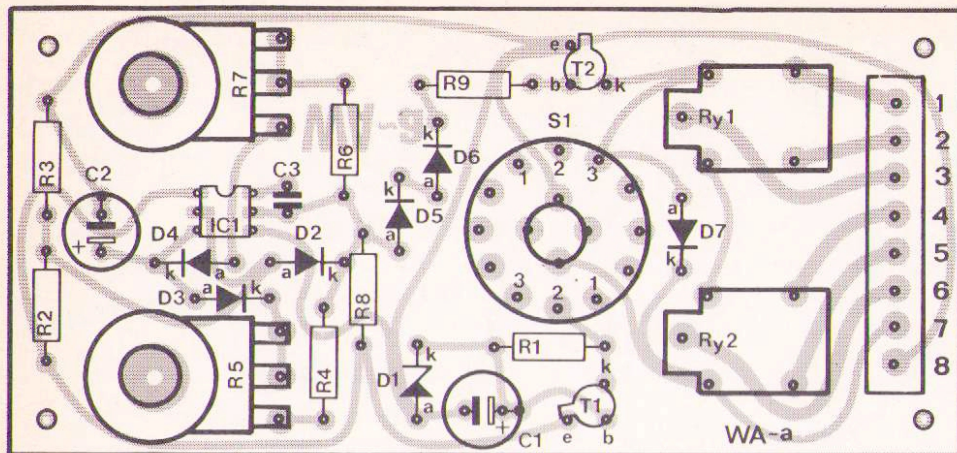 R7
e
T2
b
k
R9
1
2
3
4
5
6
7
8
Ry1
S1
1
2
3
k
D6
a
R6
R3
C2
+
C3
IC1
k
D5
a
a
D7
k
D4
k
a
D2
a
k
D3
a
k
R8
R2
3
2
1
Ry2
R5
R4
k
D1
a
R1
k
T1
e
b
+
C1
WA-a